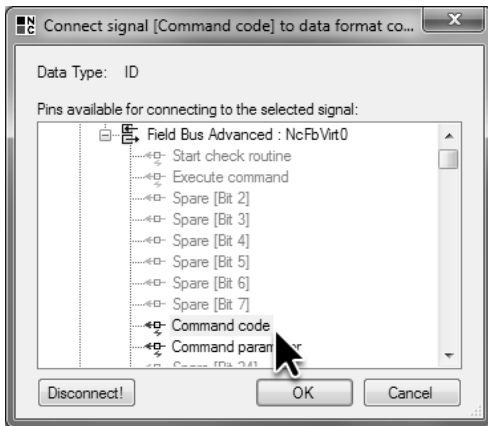 Connect signal [Command code] to data format co...
Data Type: ID
Pins available for connecting to the selected signal:
Field Bus Advanced : NcFbVirt0
Start check routine
Execute command
Spare [Bit 2]
Spare [Bit 3]
Spare [Bit 4]
Spare [Bit 5]
Spare [Bit 6]
Spare [Bit 7]
Command code
Command
Disconnect! OK Cancel